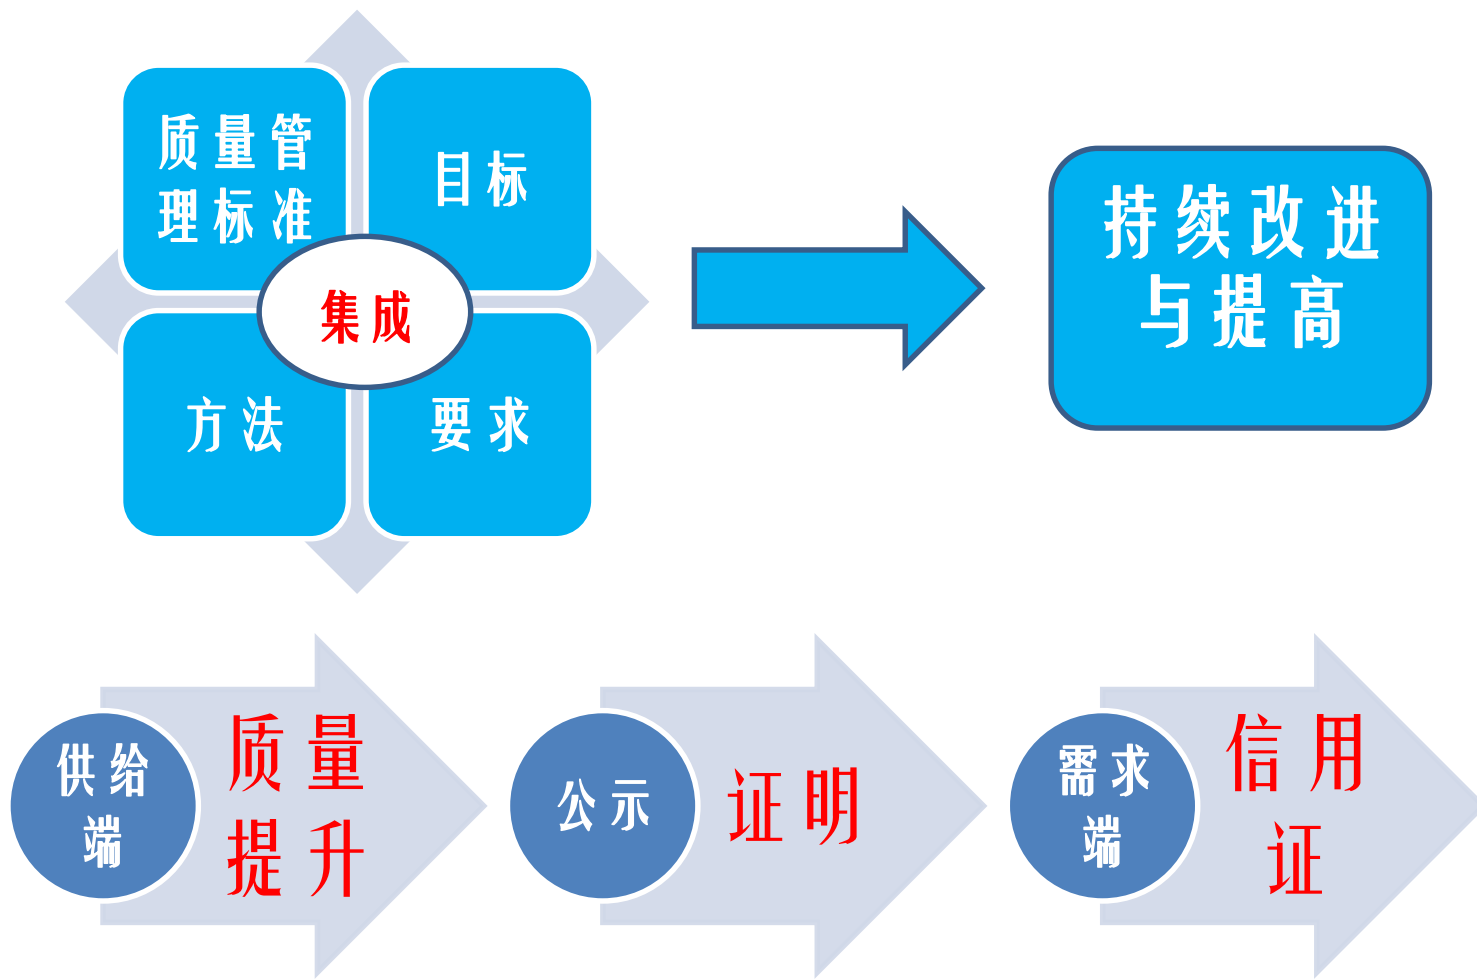 质量管
理标准
目标
集成
方法
要求
持续改进
与提高
供给
端
质量
提升
公示
证明
需求
端
信用
证